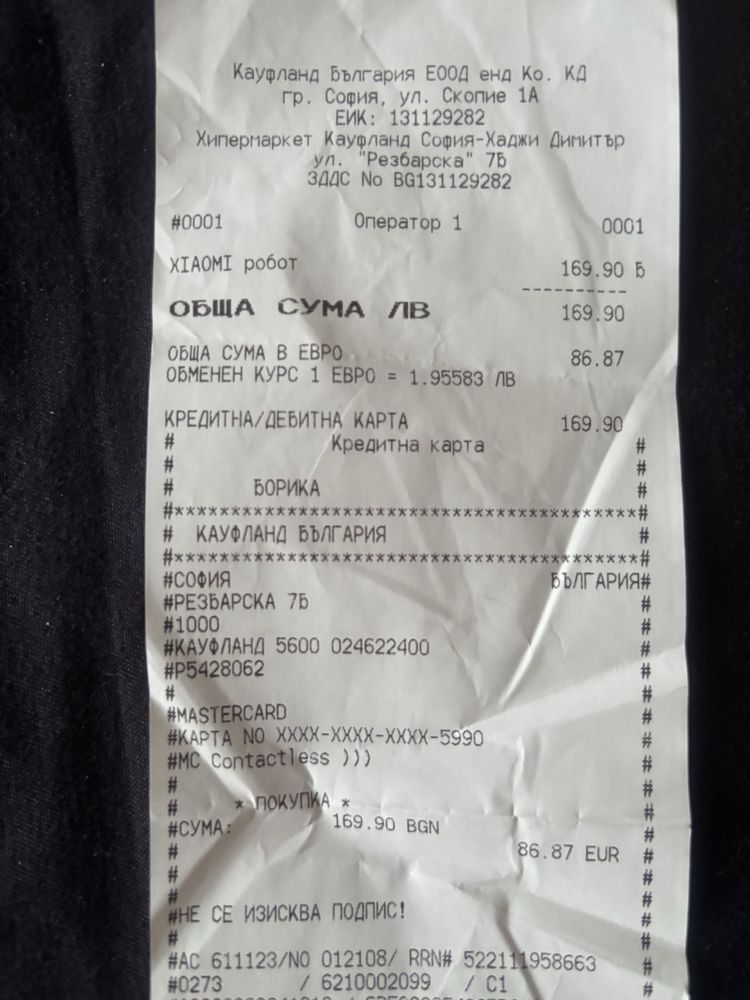 Кауфланд България ЕООД енд Ко. КД
гр. София, ул. Скопие 1А
ЕИК: 131129282
Хипермаркет Кауфланд София-Хаджи Димитър
ул. "Резбарска" 7Б
ЗДДС No BG131129282
#0001 Оператор 1 0001
XIAOMI робот 169.90 Б
----------
ОБЩА СУМА ЛВ 169.90
ОБЩА СУМА В ЕВРО 86.87
ОБМЕНЕН КУРС 1 ЕВРО = 1.95583 ЛВ
КРЕДИТНА/ДЕБИТНА КАРТА 169.90
# Кредитна карта #
# #
# БОРИКА #
#*****************************************#
# КАУФЛАНД БЪЛГАРИЯ #
#*****************************************#
#СОФИЯ БЪЛГАРИЯ#
#РЕЗБАРСКА 7Б #
#1000 #
#КАУФЛАНД 5600 024622400 #
#P5428062 #
# #
#MASTERCARD #
#КАРТА NO XXXX-XXXX-XXXX-5990 #
#MC Contactless ))) #
# #
# * ПОКУПКА * #
#СУМА: 169.90 BGN #
# 86.87 EUR #
# #
# #
#НЕ СЕ ИЗИСКВА ПОДПИС! #
# #
#AC 611123/NO 012108/ RRN# 522111958663 #
#0273 / 6210002099 / C1 #